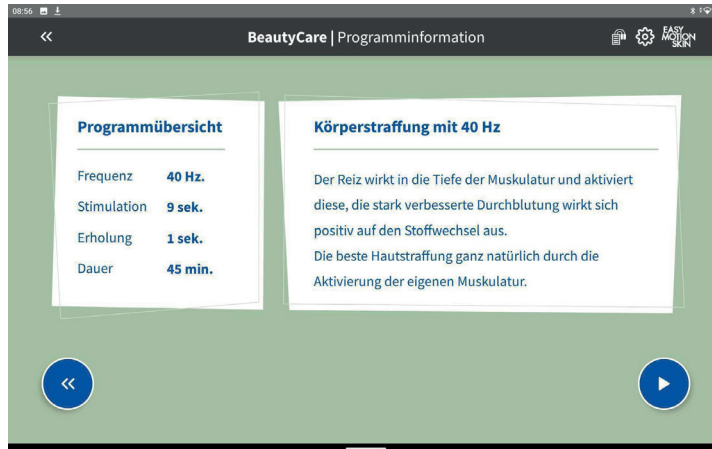 08:56
BeautyCare | Programminformation
EASY
MOTION
SKIN
Programmübersicht
Frequenz 40 Hz.
Stimulation 9 sek.
Erholung 1 sek.
Dauer 45 min.
Körperstraffung mit 40 Hz
Der Reiz wirkt in die Tiefe der Muskulatur und aktiviert
diese, die stark verbesserte Durchblutung wirkt sich
positiv auf den Stoffwechsel aus.
Die beste Hautstraffung ganz natürlich durch die
Aktivierung der eigenen Muskulatur.